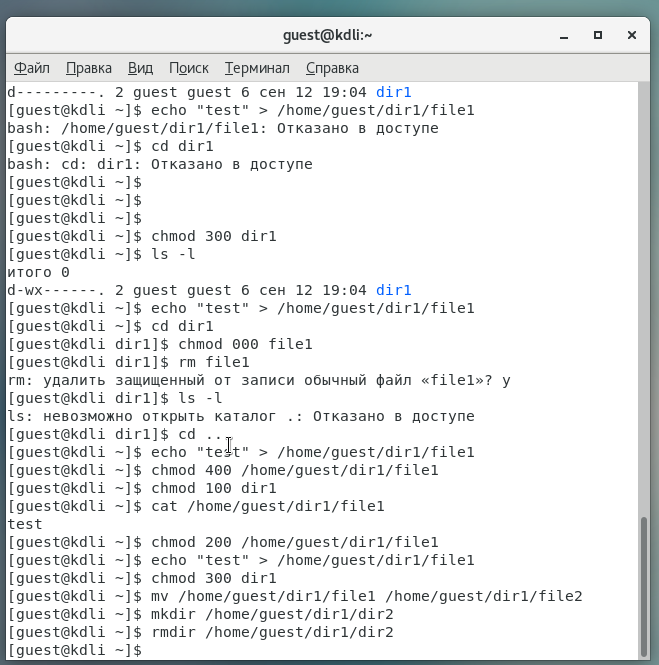 guest@kdli:~
Файл Правка Вид Поиск Терминал Справка
d---------. 2 guest guest 6 сен 12 19:04 dir1
[guest@kdli ~]$ echo "test" > /home/guest/dir1/file1
bash: /home/guest/dir1/file1: Отказано в доступе
[guest@kdli ~]$ cd dir1
bash: cd: dir1: Отказано в доступе
[guest@kdli ~]$
[guest@kdli ~]$
[guest@kdli ~]$
[guest@kdli ~]$ chmod 300 dir1
[guest@kdli ~]$ ls -l
итого 0
d-wx------. 2 guest guest 6 сен 12 19:04 dir1
[guest@kdli ~]$ echo "test" > /home/guest/dir1/file1
[guest@kdli ~]$ cd dir1
[guest@kdli dir1]$ chmod 000 file1
[guest@kdli dir1]$ rm file1
rm: удалить защищенный от записи обычный файл «file1»? y
[guest@kdli dir1]$ ls -l
ls: невозможно открыть каталог .: Отказано в доступе
[guest@kdli dir1]$ cd ..
[guest@kdli ~]$ echo "test" > /home/guest/dir1/file1
[guest@kdli ~]$ chmod 400 /home/guest/dir1/file1
[guest@kdli ~]$ chmod 100 dir1
[guest@kdli ~]$ cat /home/guest/dir1/file1
test
[guest@kdli ~]$ chmod 200 /home/guest/dir1/file1
[guest@kdli ~]$ echo "test" > /home/guest/dir1/file1
[guest@kdli ~]$ chmod 300 dir1
[guest@kdli ~]$ mv /home/guest/dir1/file1 /home/guest/dir1/file2
[guest@kdli ~]$ mkdir /home/guest/dir1/dir2
[guest@kdli ~]$ rmdir /home/guest/dir1/dir2
[guest@kdli ~]$